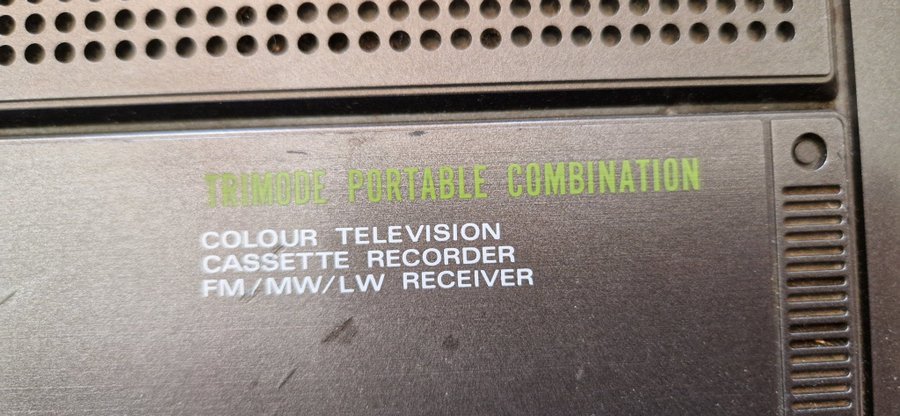 TRIMODE PORTABLE COMBINATION
COLOUR TELEVISION
CASSETTE RECORDER
FM/MW/LW RECEIVER